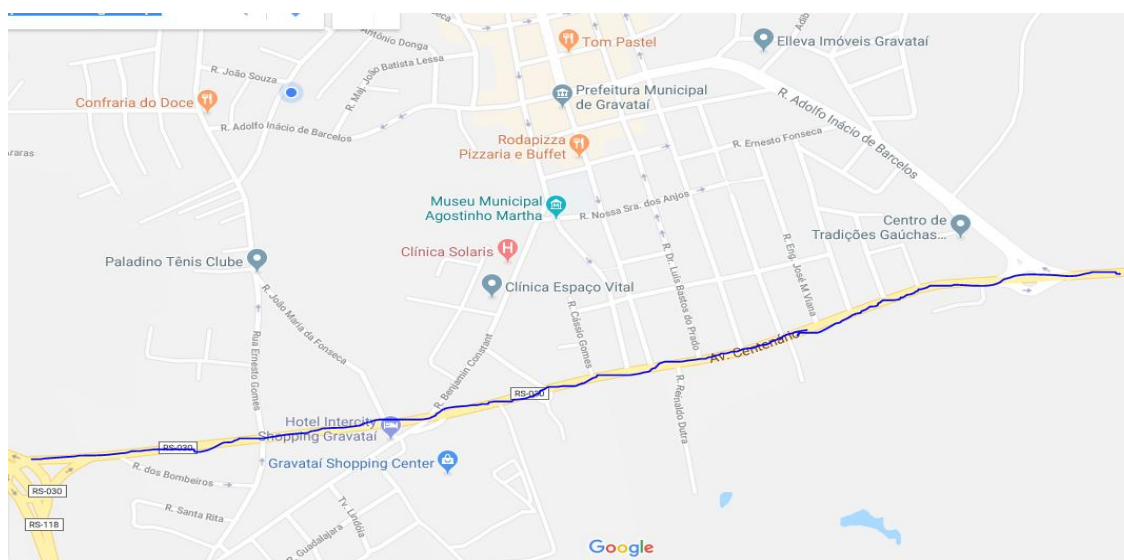 Antônio Donga
R. João Souza
R. Maj. João Batista Lessa
Confraria do Doce
R. Adolfo Inácio de Barcelos
Araras
Tom Pastel
Elleva Imóveis Gravataí
Prefeitura Municipal
de Gravataí
R. Adolfo Inácio de Barcelos
Rodapizza
Pizzaria e Buffet
R. Ernesto Fonseca
Museu Municipal
Agostinho Martha
R. Nossa Sra. dos Anjos
Centro de
Tradições Gaúchas...
Clínica Solaris
H
Paladino Tênis Clube
Clínica Espaço Vital
R. Dr. Luís Bastos do Prado
R. Eng. José M Viana
R. João Maria da Fonseca
Rua Ernesto Gomes
R. Cássio Gomes
R. Benjamin Constant
Av. Centenário
R. Reinaldo Dutra
RS-030
Hotel Intercity
Shopping Gravataí
RS-030
Gravataí Shopping Center
R. dos Bombeiros
RS-030
R. Santa Rita
RS-118
Tv. Lindóia
R. Guadalajara
Google